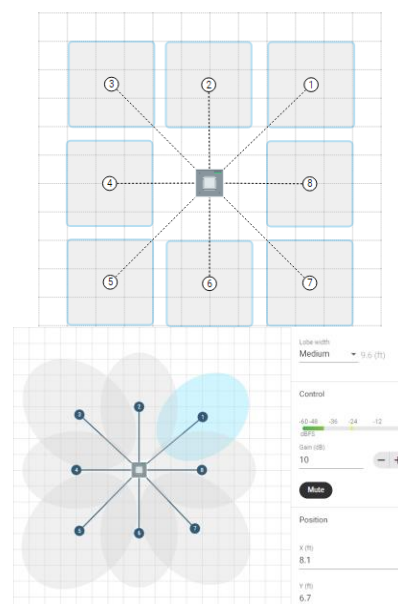 3
2
1
4
8
5
6
7
Lobe width
Medium 9.6 (ft)
Control
3
2
1
-60 -48 -36 -24 -12
dBFS
Gain (dB)
4
8
10 − +
Mute
5
6
7
Position
X (ft)
8.1
Y (ft)
6.7